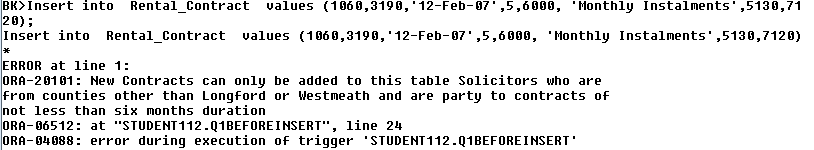 BK>Insert into  Rental_Contract  values (1060,3190,'12-Feb-07',5,6000, 'Monthly Instalments',5130,71
20);
Insert into  Rental_Contract  values (1060,3190,'12-Feb-07',5,6000, 'Monthly Instalments',5130,7120)
*
ERROR at line 1:
ORA-20101: New Contracts can only be added to this table Solicitors who are
from counties other than Longford or Westmeath and are party to contracts of
not less than six months duration
ORA-06512: at "STUDENT112.Q1BEFOREINSERT", line 24
ORA-04088: error during execution of trigger 'STUDENT112.Q1BEFOREINSERT'